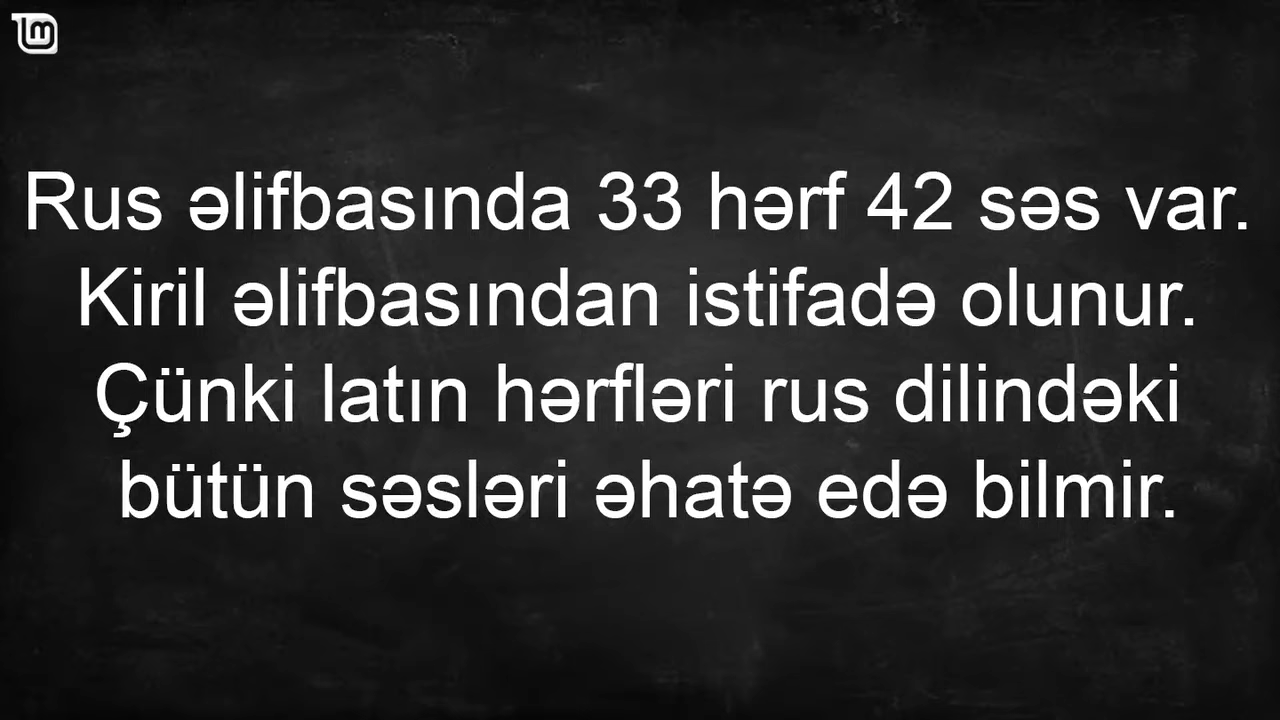 Rus əlifbasında 33 hərf 42 səs var.
Kiril əlifbasından istifadə olunur.
Çünki latın hərfləri rus dilindəki
bütün səsləri əhatə edə bilmir.